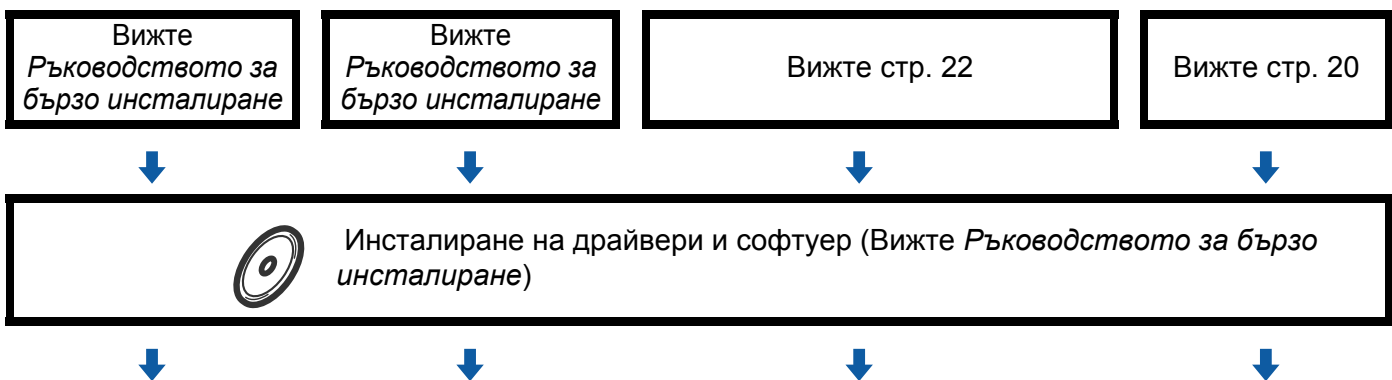 Вижте
Ръководството за
бързо инсталиране
Вижте
Ръководството за
бързо инсталиране
Вижте стр. 22
Вижте стр. 20
Инсталиране на драйвери и софтуер (Вижте Ръководството за бързо
инсталиране)